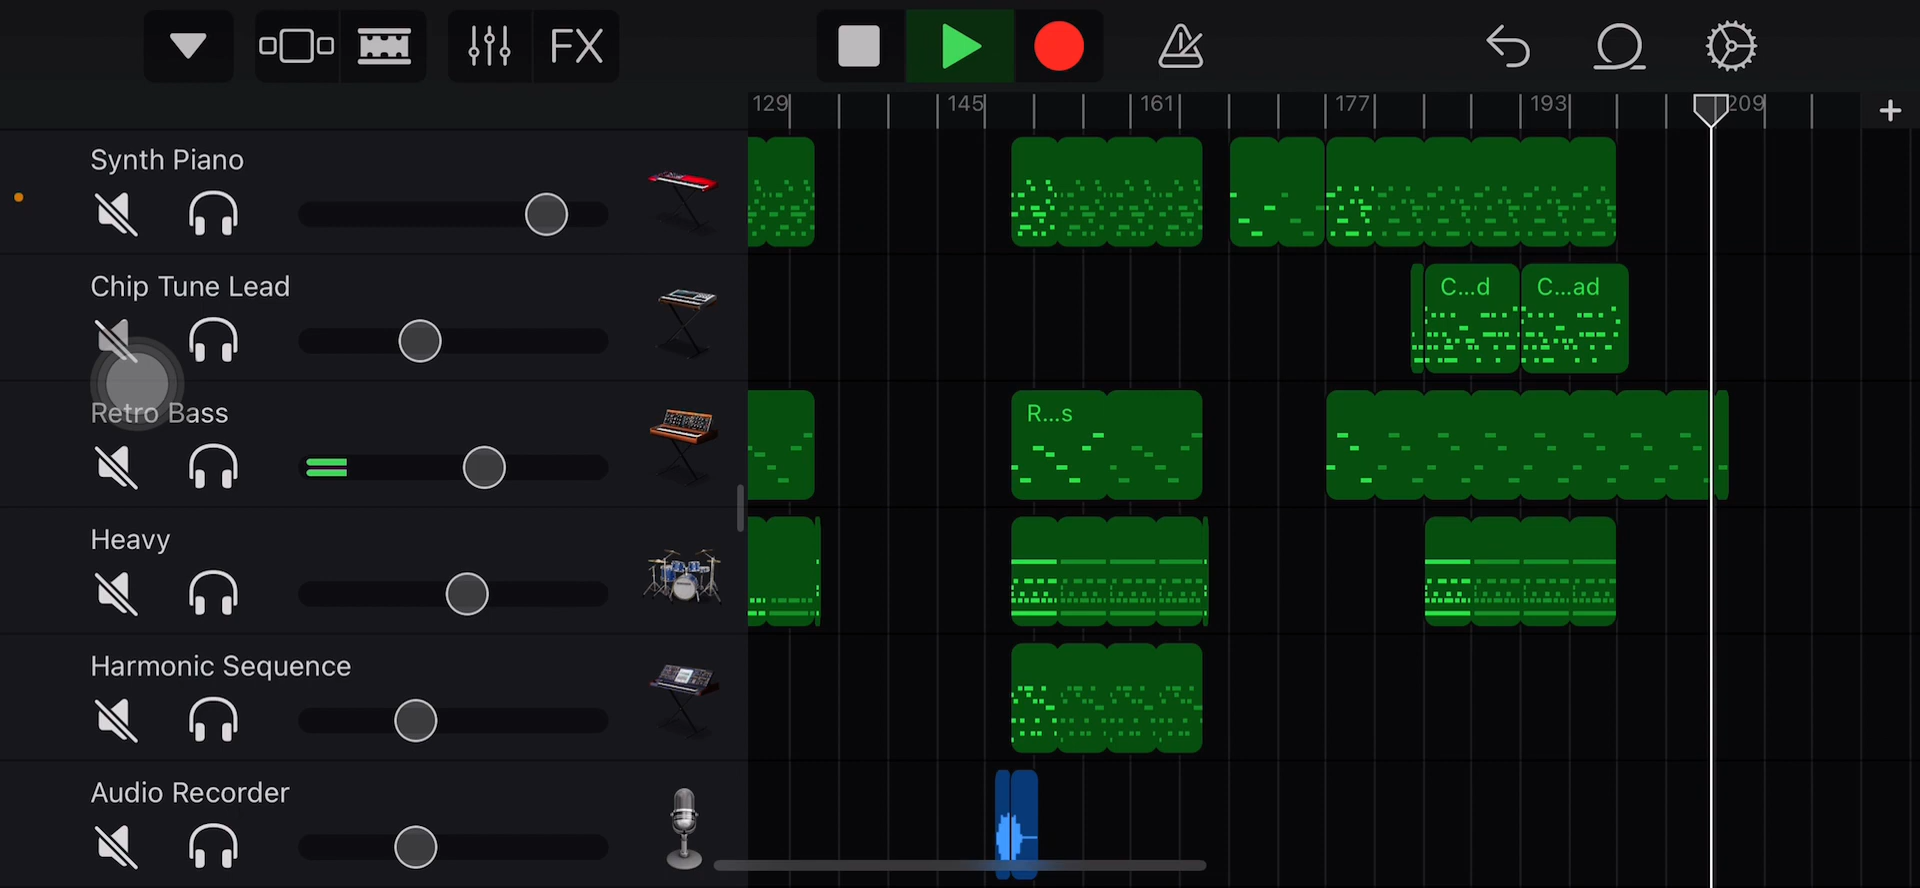 FX
129 145 161 177 193 209
Synth Piano
Chip Tune Lead
C...d C...ad
Retro Bass
R...s
Heavy
Harmonic Sequence
Audio Recorder